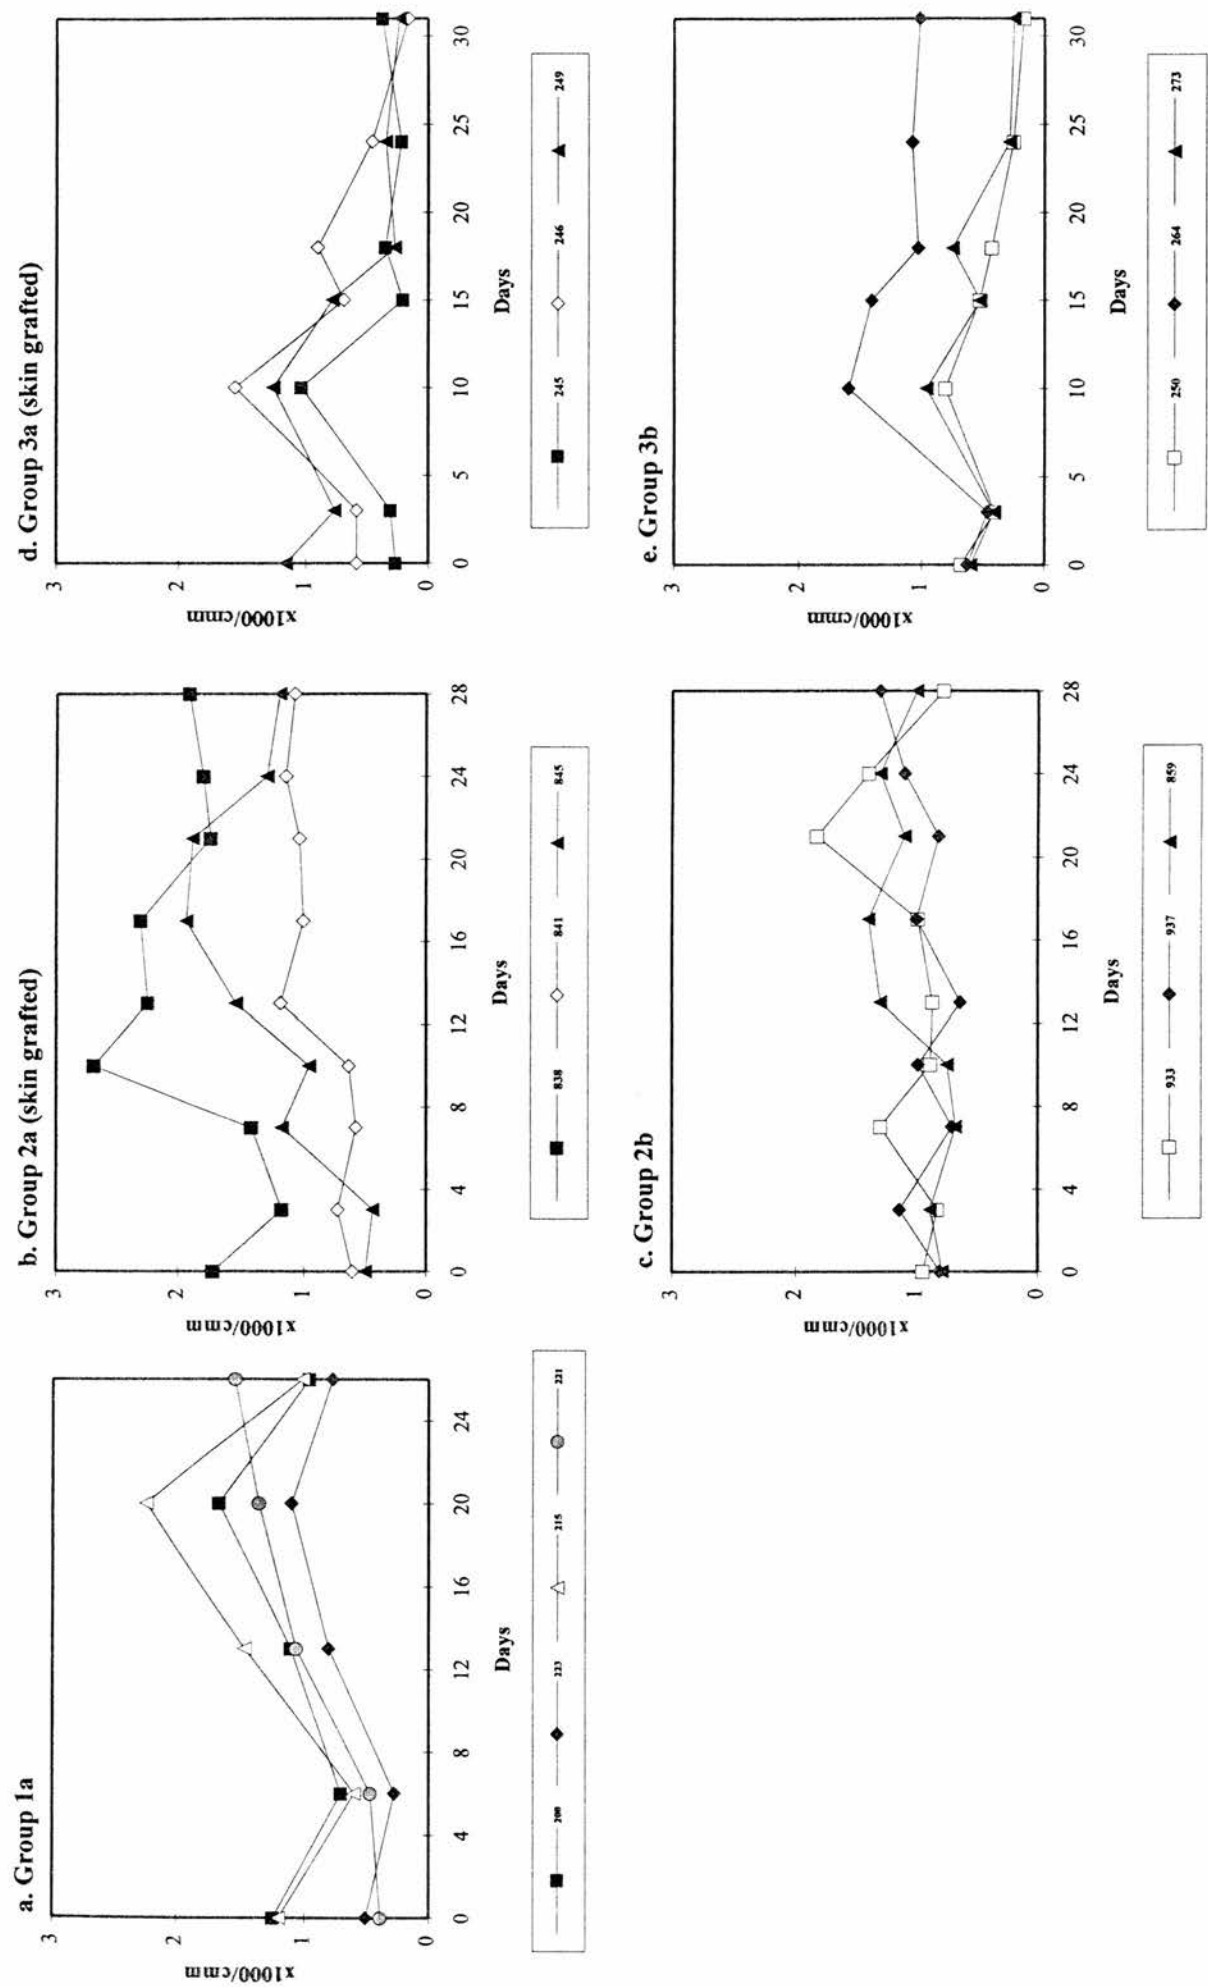 a. Group 1a
x1000/cmm
3
2
1
0
0 4 8 12 16 20 24
Days
208 223 215 221
b. Group 2a (skin grafted)
x1000/cmm
3
2
1
0
0 4 8 12 16 20 24 28
Days
838 841 845
d. Group 3a (skin grafted)
x1000/cmm
3
2
1
0
0 5 10 15 20 25 30
Days
245 246 249
c. Group 2b
x1000/cmm
3
2
1
0
0 4 8 12 16 20 24 28
Days
933 937 859
e. Group 3b
x1000/cmm
3
2
1
0
0 5 10 15 20 25 30
Days
250 264 273